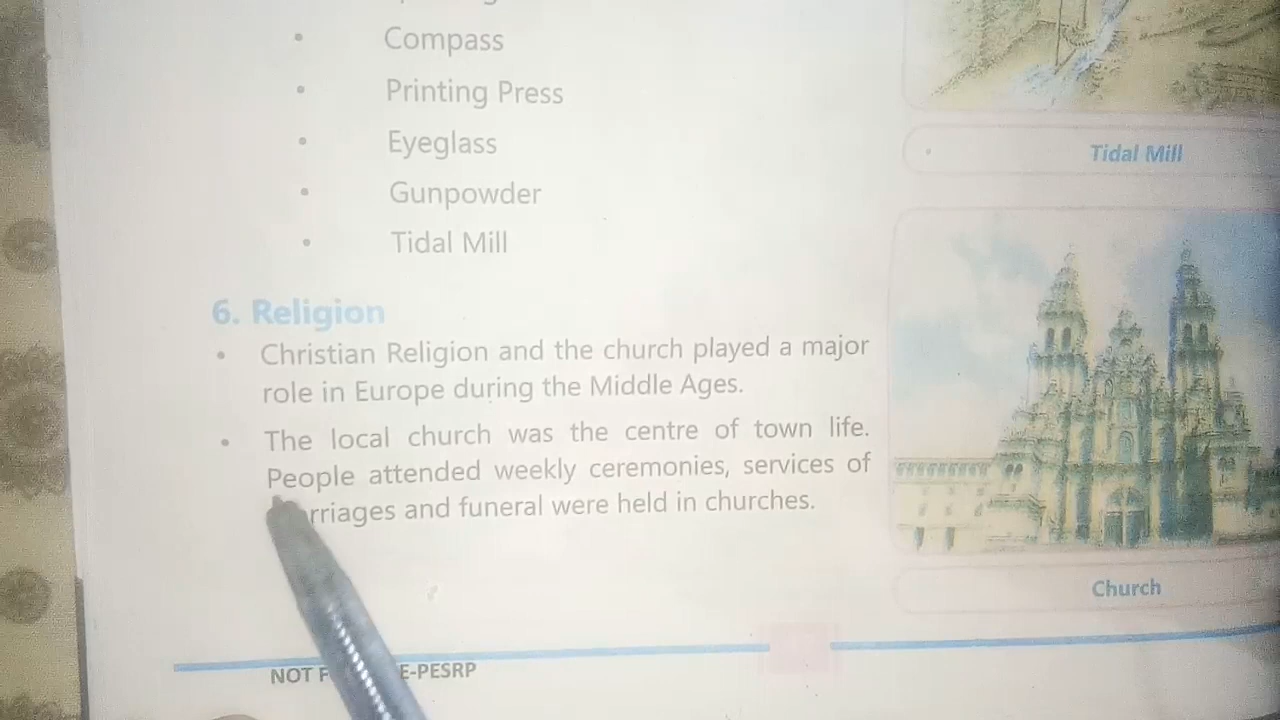 Compass
Printing Press
Eyeglass
Gunpowder
Tidal Mill
Tidal Mill
6. Religion
Christian Religion and the church played a major
role in Europe during the Middle Ages.
The local church was the centre of town life.
People attended weekly ceremonies, services of
rriages and funeral were held in churches.
Church
NOT F E-PESRP